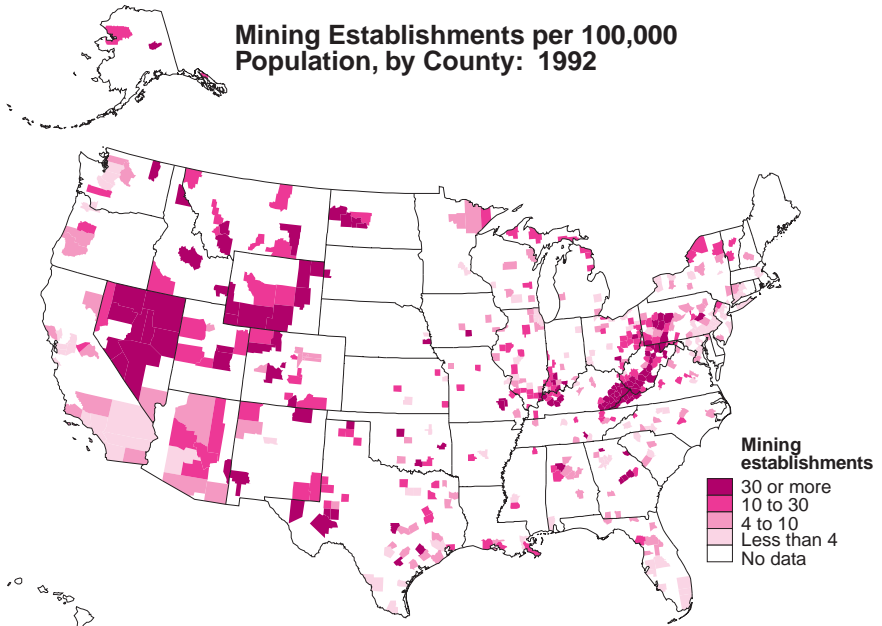 Mining Establishments per 100,000
Population, by County: 1992
Mining
establishments
30 or more
10 to 30
4 to 10
Less than 4
No data